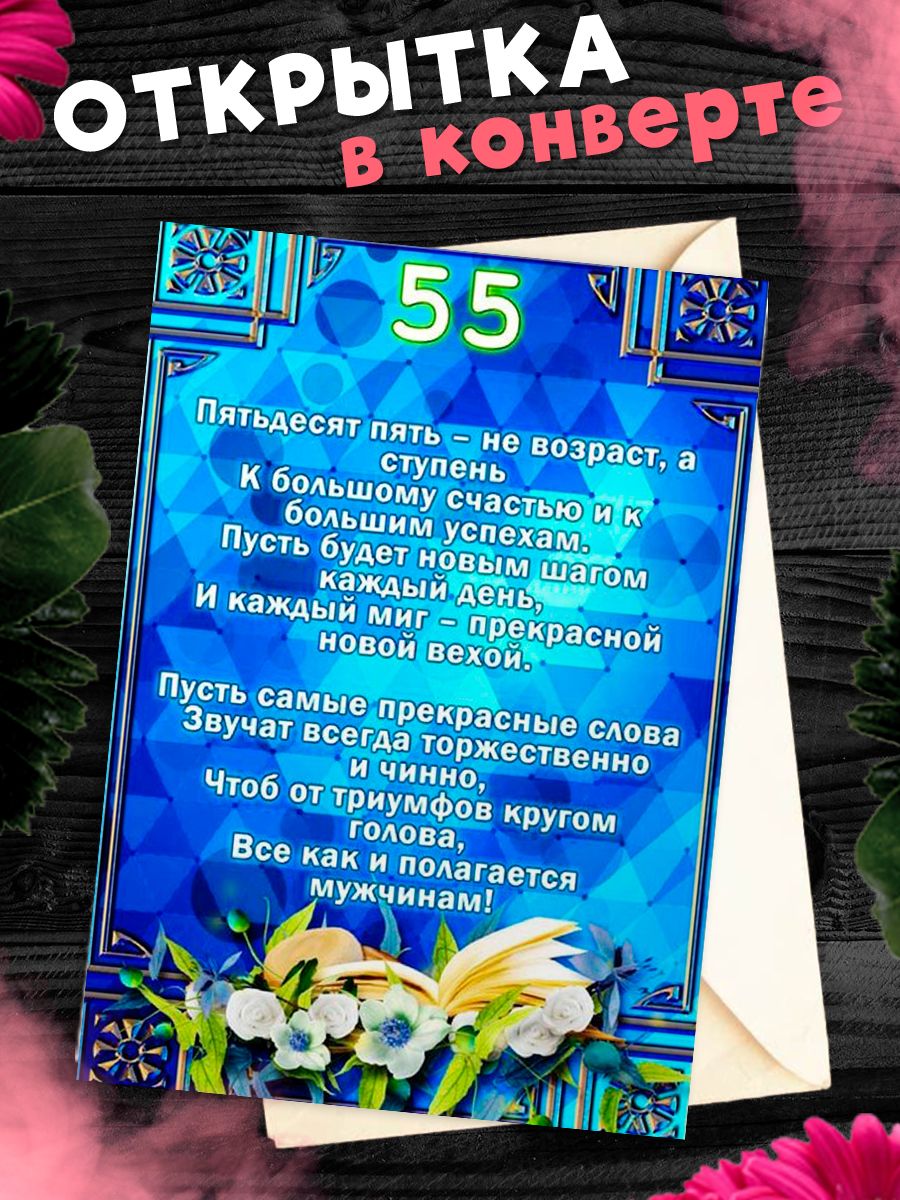 ОТКРЫТКА
в конверте
55
Пятьдесят пять – не возраст, а
ступень
К большому счастью и к
большим успехам.
Пусть будет новым шагом
каждый день,
И каждый миг – прекрасной
новой вехой.
Пусть самые прекрасные слова
Звучат всегда торжественно
и чинно,
Чтоб от триумфов кругом
голова,
Все как и полагается
мужчинам!